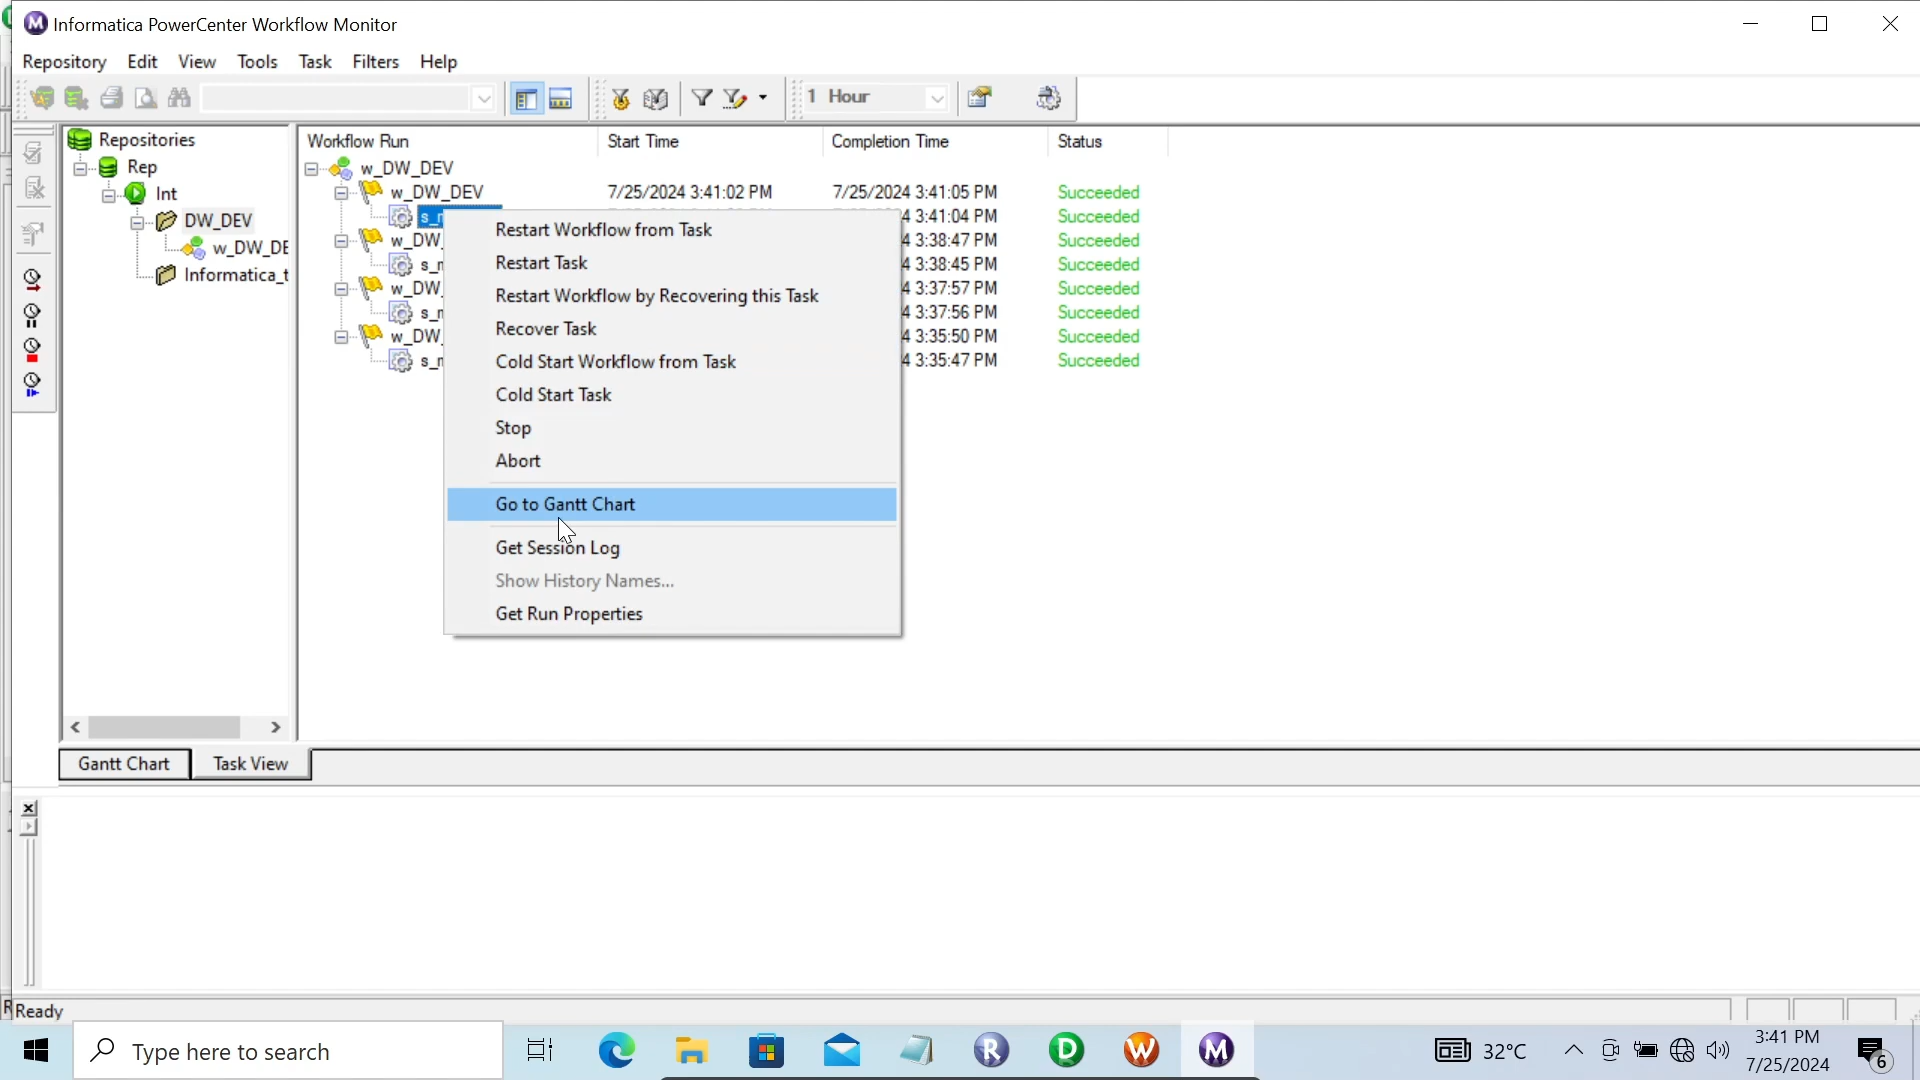 Informatica PowerCenter Workflow Monitor
Repository Edit View Tools Task Filters Help
1 Hour
Repositories
Rep
Int
DW_DEV
w_DW_DE
Informatica_t
Workflow Run Start Time Completion Time Status
w_DW_DEV
w_DW_DEV 7/25/2024 3:41:02 PM 7/25/2024 3:41:05 PM Succeeded
4 3:41:04 PM Succeeded
w_DW_ 4 3:38:47 PM Succeeded
4 3:38:45 PM Succeeded
w_DW_ 4 3:37:57 PM Succeeded
4 3:37:56 PM Succeeded
w_DW_ 4 3:35:50 PM Succeeded
4 3:35:47 PM Succeeded
Restart Workflow from Task
Restart Task
Restart Workflow by Recovering this Task
Recover Task
Cold Start Workflow from Task
Cold Start Task
Stop
Abort
Go to Gantt Chart
Get Session Log
Show History Names...
Get Run Properties
Gantt Chart Task View
Ready
Type here to search
R D W M
32°C
3:41 PM
7/25/2024
6